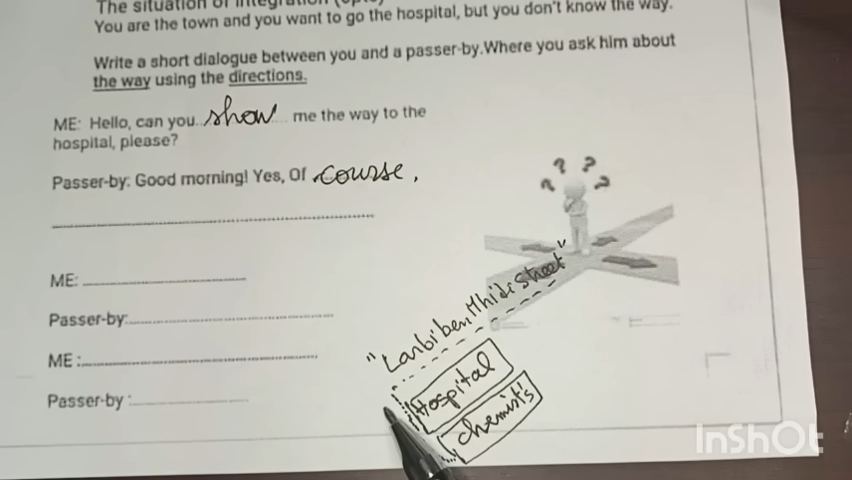 The situation of integration
You are the town and you want to go the hospital, but you don't know the way.
Write a short dialogue between you and a passer-by.Where you ask him about
the way using the directions.
ME: Hello, can you show me the way to the
hospital, please?
Passer-by: Good morning! Yes, Of course,
ME:
Passer-by:
ME :
Passer-by :
? ? ? ?
"Larbi ben M'hidi Street"
Hospital
chemist's
InShOt